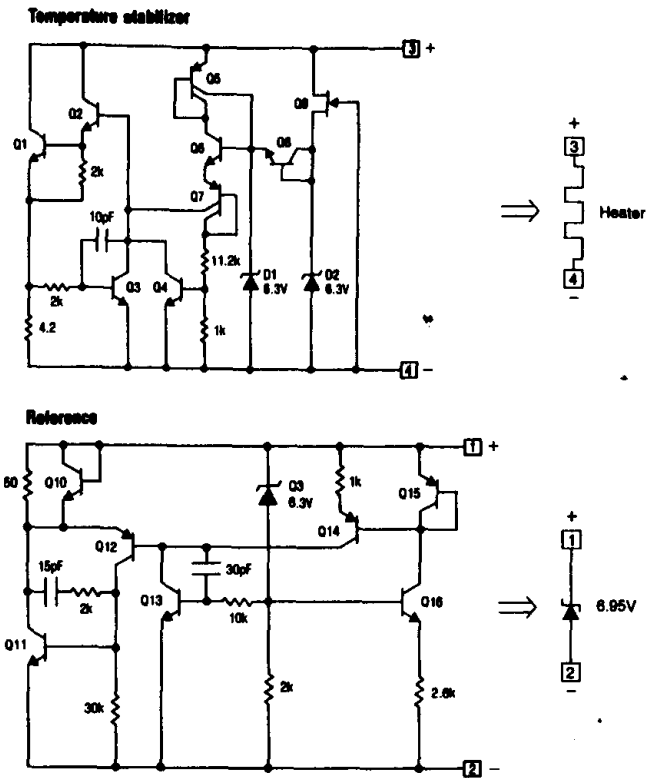 Temperature stabilizer
3 +
Q5
Q9
Q2
Q1
Q6
Q8
+
3
2k
Q7
Heater
10pF
4
−
11.2k
D1
6.3V
D2
6.3V
2k
Q3
Q4
4.2
1k
4 −
Reference
1 +
60
Q10
Q3
6.3V
1k
Q15
Q14
+
1
Q12
15pF
30pF
2k
Q13
10k
Q16
6.95V
Q11
2
−
30k
2k
2.6k
2 −